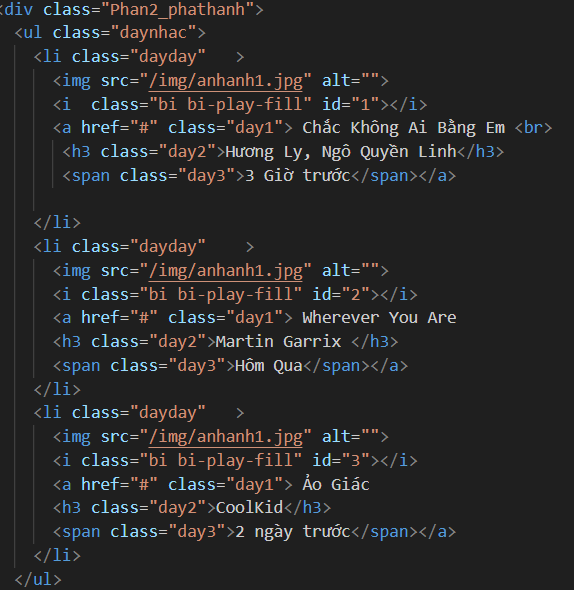 <div class="Phan2_phathanh">
<ul class="daynhac">
<li class="dayday"   >
<img src="/img/anhanh1.jpg" alt="">
<i  class="bi bi-play-fill" id="1"></i>
<a href="#" class="day1"> Chắc Không Ai Bằng Em <br>
<h3 class="day2">Hương Ly, Ngô Quyền Linh</h3>
<span class="day3">3 Giờ trước</span></a>
</li>
<li class="dayday"    >
<img src="/img/anhanh1.jpg" alt="">
<i class="bi bi-play-fill" id="2"></i>
<a href="#" class="day1"> Wherever You Are
<h3 class="day2">Martin Garrix </h3>
<span class="day3">Hôm Qua</span></a>
</li>
<li class="dayday"   >
<img src="/img/anhanh1.jpg" alt="">
<i class="bi bi-play-fill" id="3"></i>
<a href="#" class="day1"> Ảo Giác
<h3 class="day2">CoolKid</h3>
<span class="day3">2 ngày trước</span></a>
</li>
</ul>